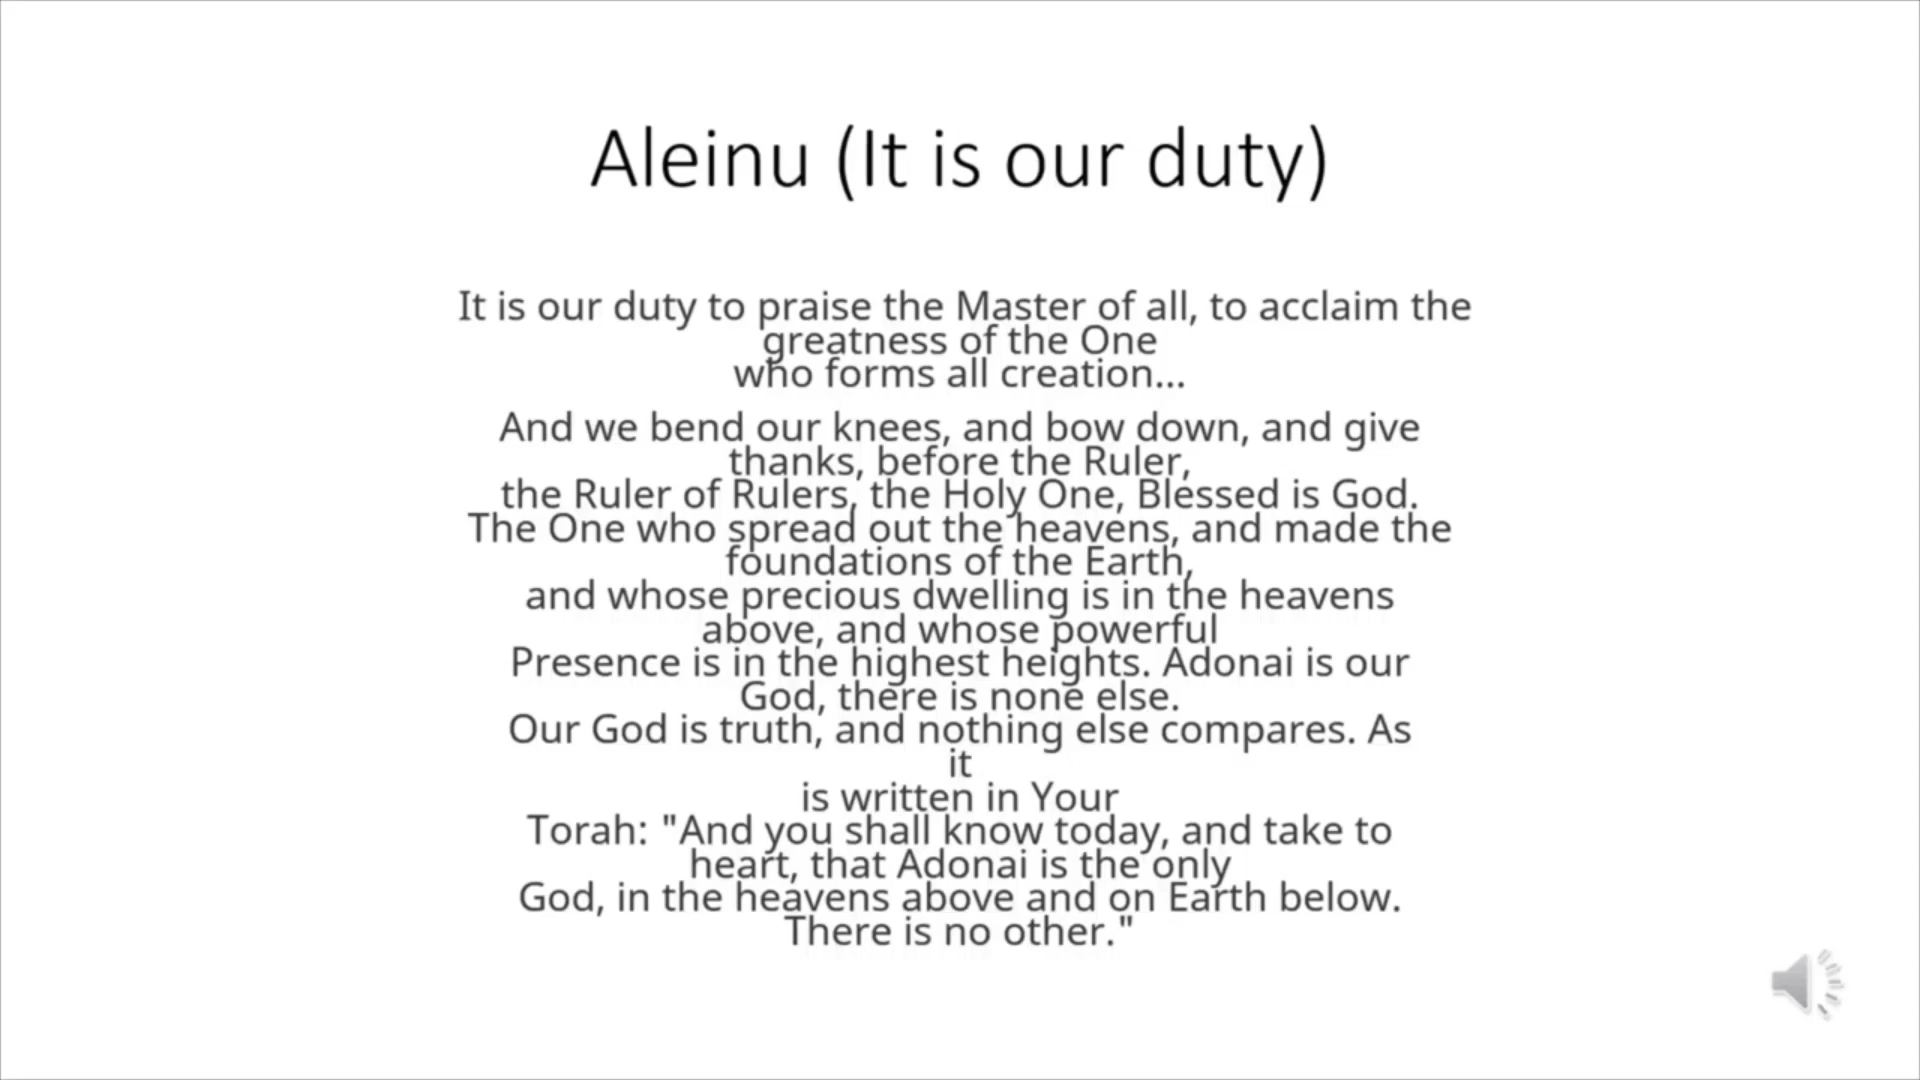 Aleinu (It is our duty)
It is our duty to praise the Master of all, to acclaim the
greatness of the One
who forms all creation...
And we bend our knees, and bow down, and give
thanks, before the Ruler,
the Ruler of Rulers, the Holy One, Blessed is God.
The One who spread out the heavens, and made the
foundations of the Earth,
and whose precious dwelling is in the heavens
above, and whose powerful
Presence is in the highest heights. Adonai is our
God, there is none else.
Our God is truth, and nothing else compares. As
it
is written in Your
Torah: "And you shall know today, and take to
heart, that Adonai is the only
God, in the heavens above and on Earth below.
There is no other."